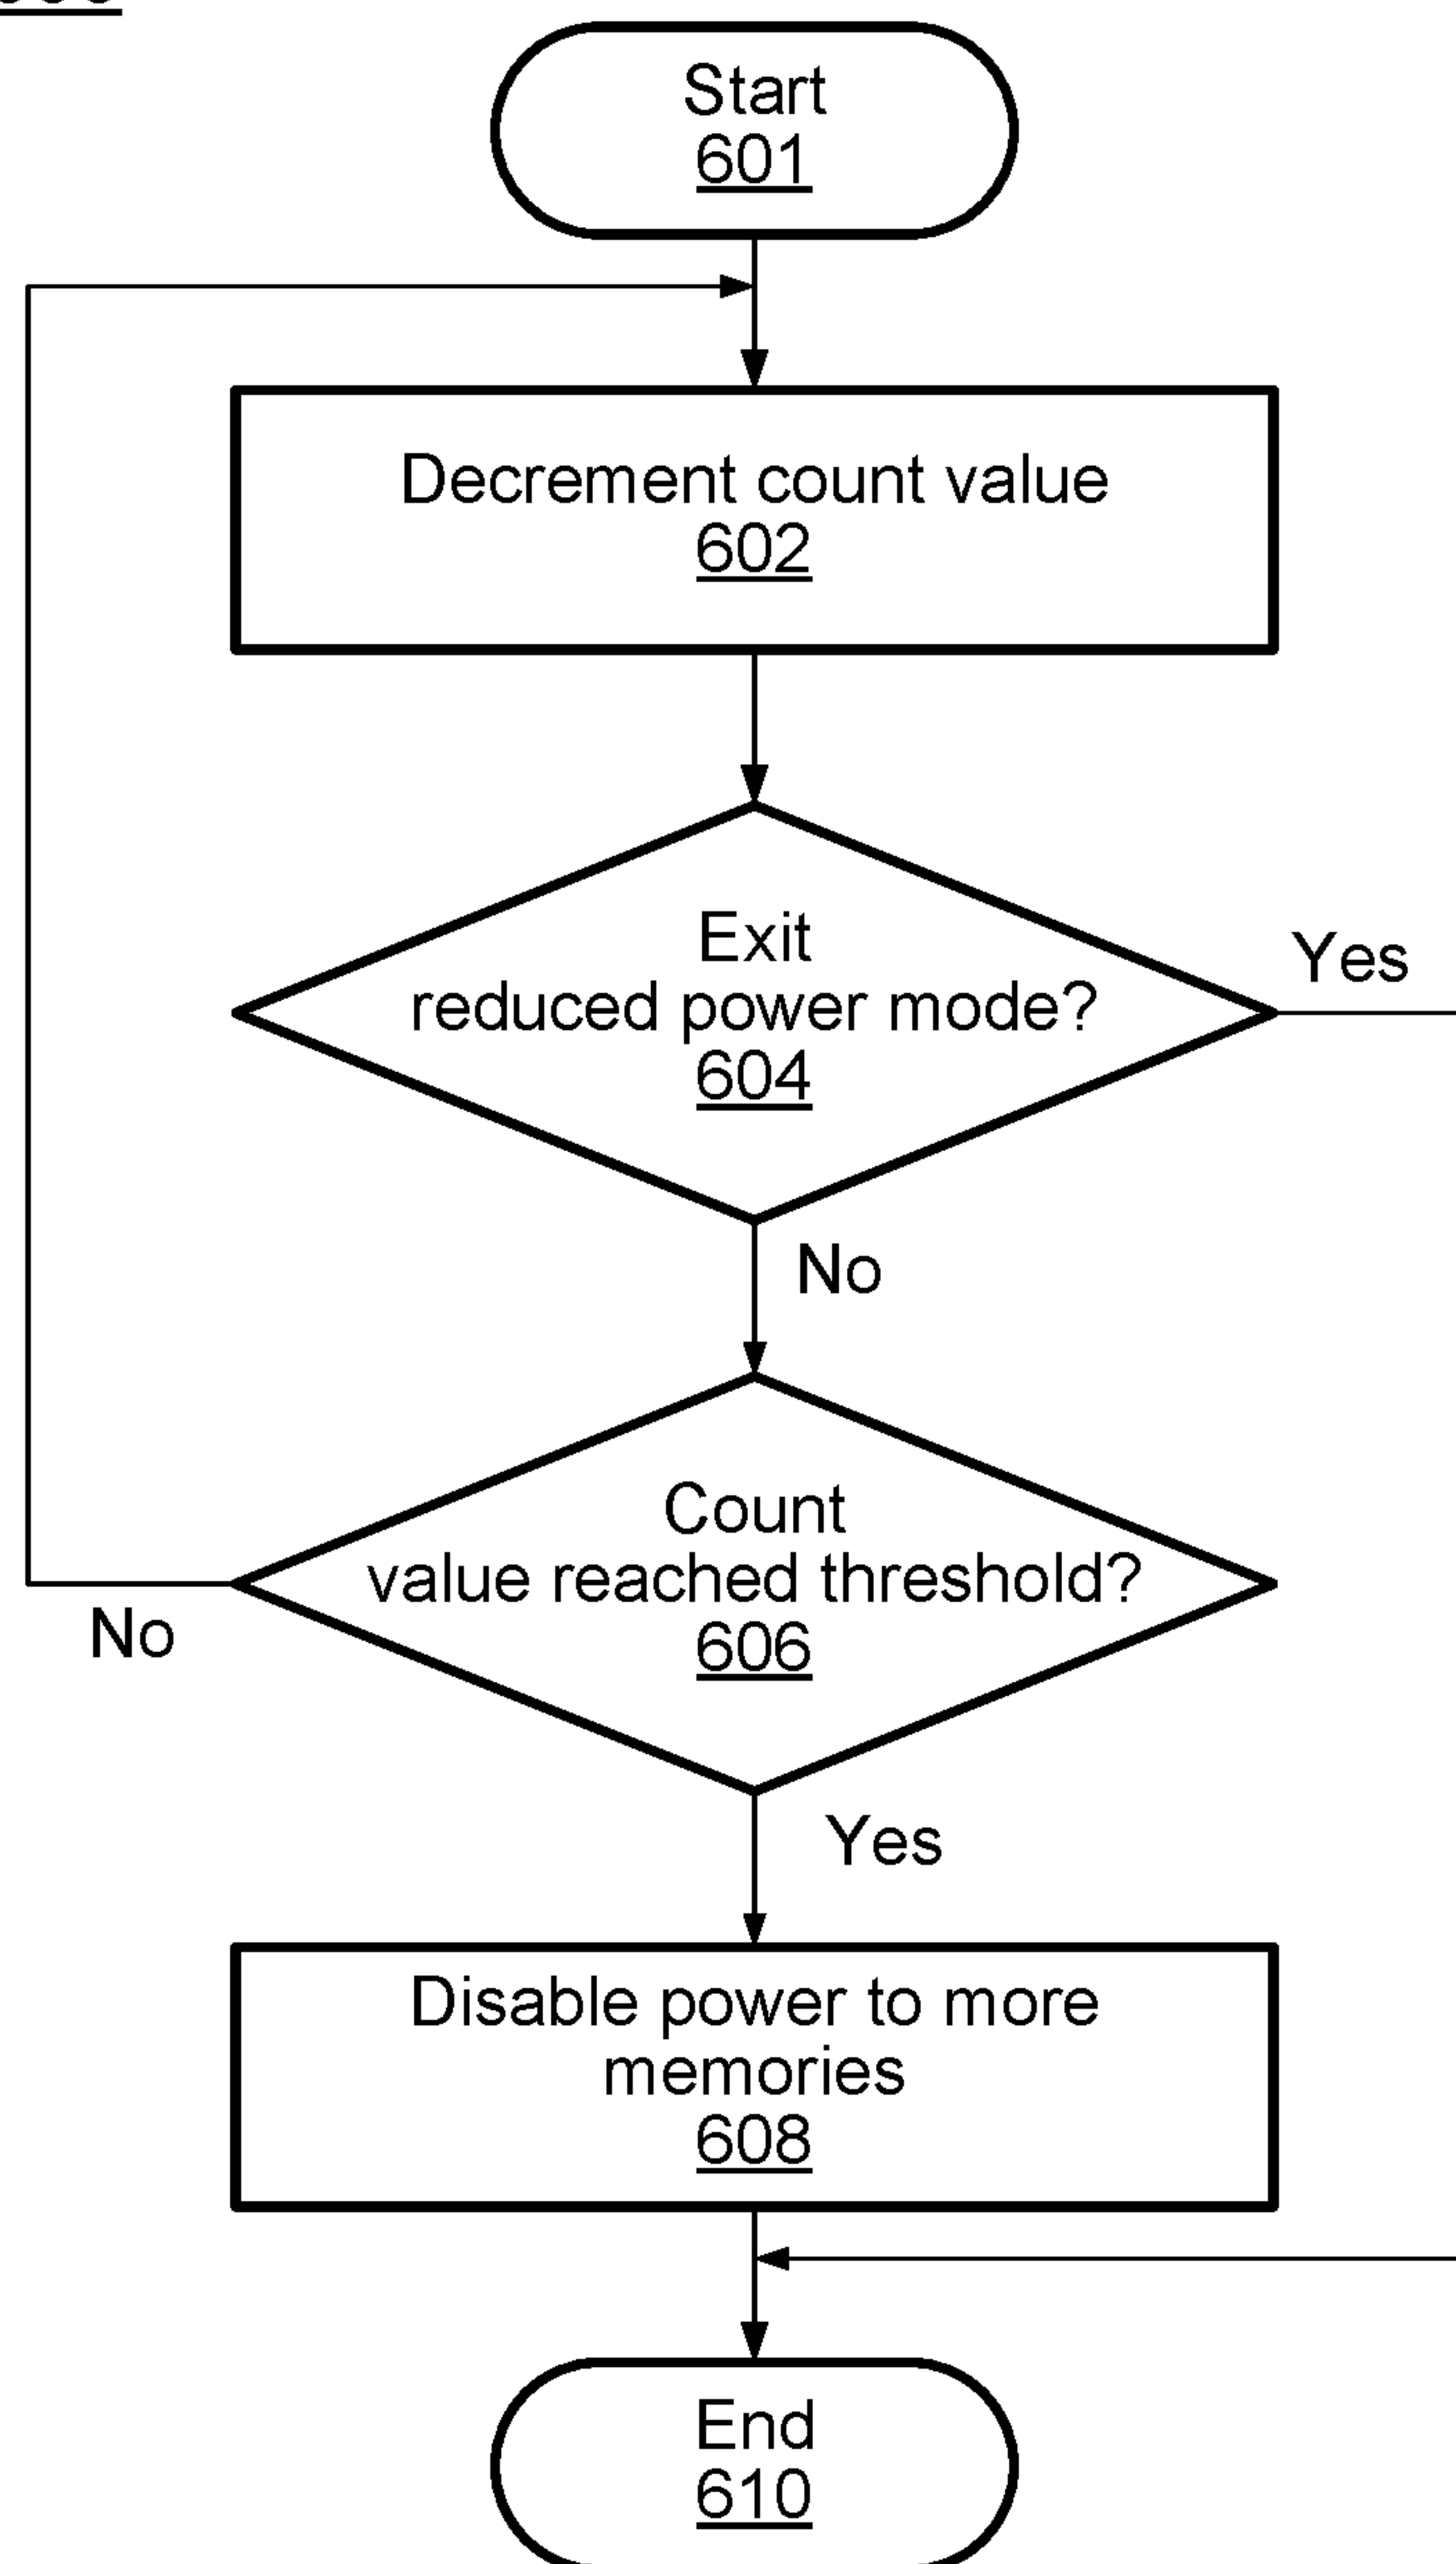 Start
601
Decrement count value
602
Exit
reduced power mode?
604
Yes
No
Count
value reached threshold?
606
No
Yes
Disable power to more
memories
608
End
610